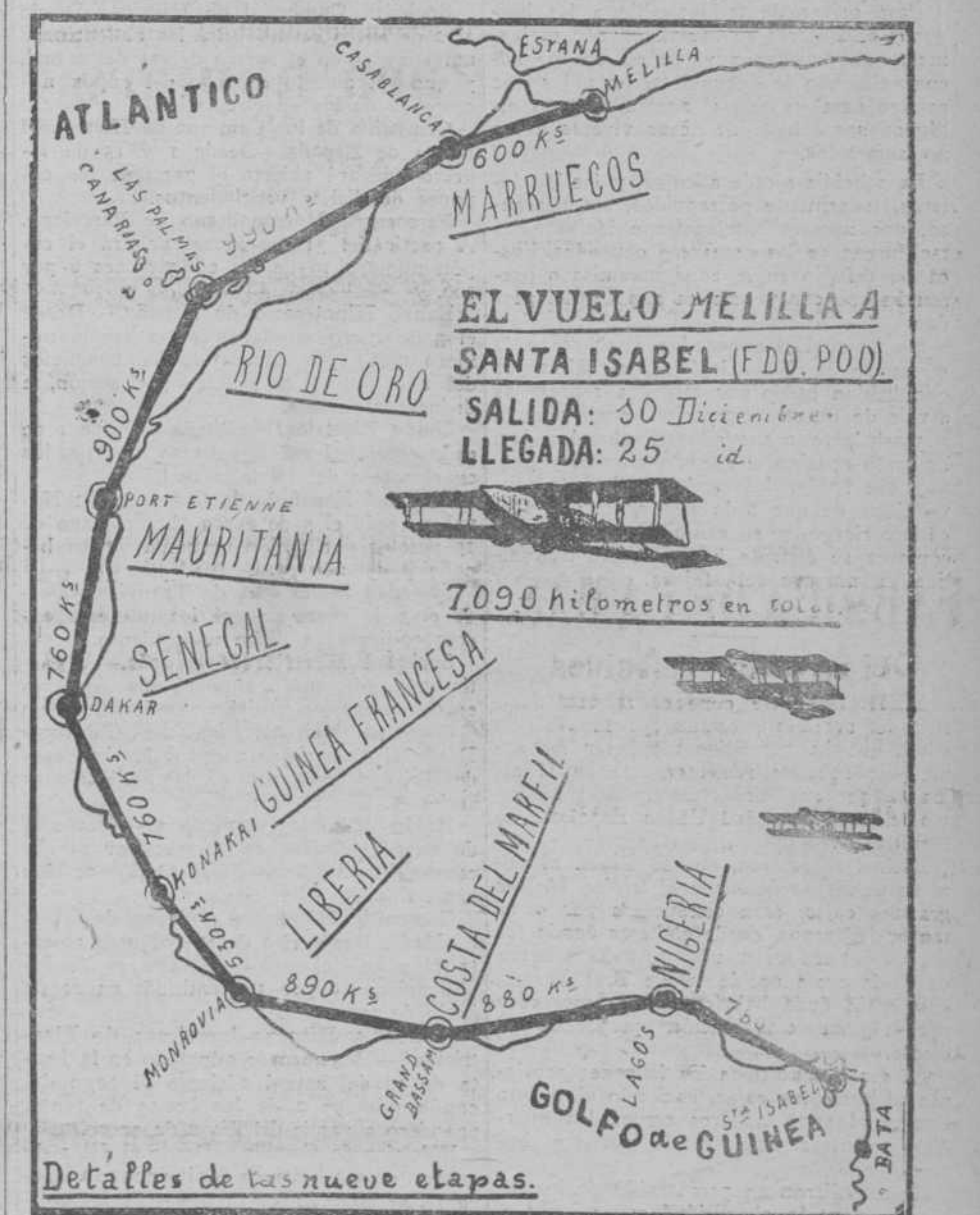 ESPAÑA
MELILLA
CASABLANCA
ATLANTICO
600 Ks
MARRUECOS
LAS PALMAS
CANARIAS
990
EL VUELO MELILLA A
SANTA ISABEL (FDO. POO).
RIO DE ORO
SALIDA: 10 Diciembre
LLEGADA: 25 id.
900 Ks
PORT ETIENNE
MAURITANIA
7.090 Kilometros en total.
760 Ks
SENEGAL
DAKAR
GUINEA FRANCESA
760 Ks
KONAKRI
LIBERIA
COSTA DEL MARFIL
NIGERIA
530 Ks
890 Ks
880 Ks
MONROVIA
GRAND
BASSAM
LAGOS
Sta ISABEL
GOLFO de GUINEA
BATA
Detalles de las nueve etapas.